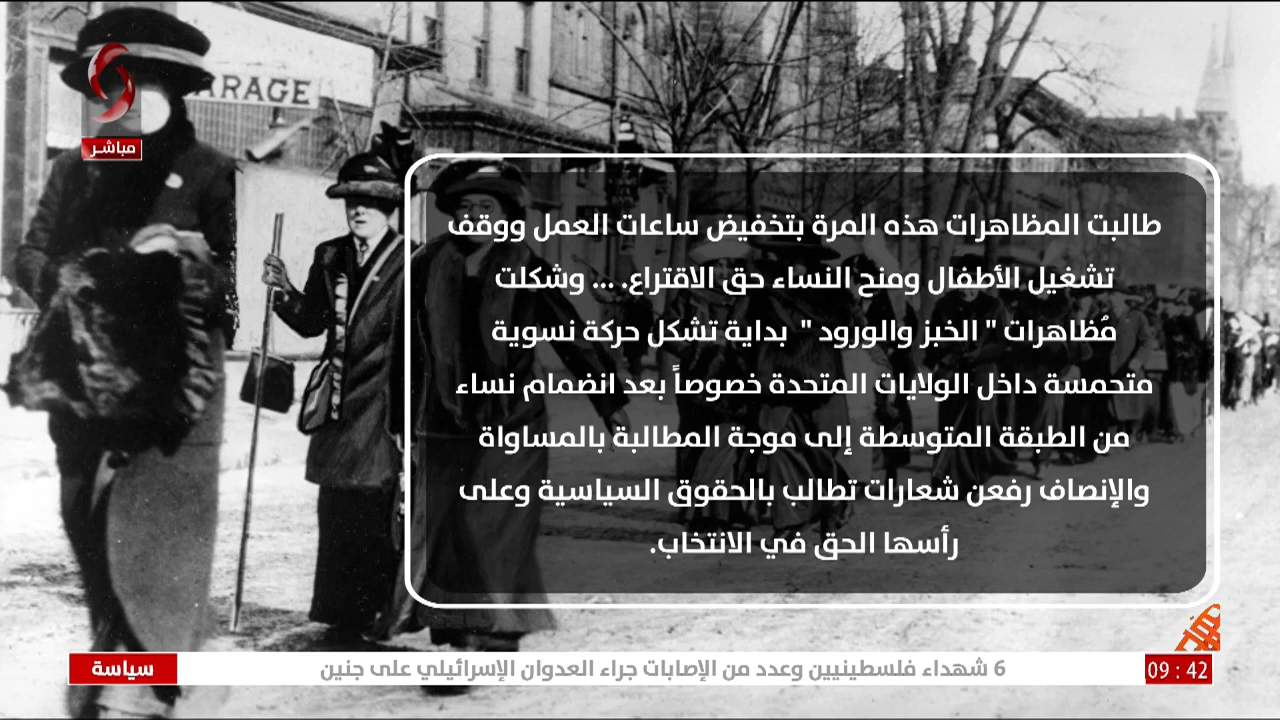 ARAGE
مباشر
طالبت المظاهرات هذه المرة بتخفيض ساعات العمل ووقف
تشغيل الأطفال ومنح النساء حق الاقتراع. ... وشكلت
مُظاهرات " الخبز والورود " بداية تشكل حركة نسوية
متحمسة داخل الولايات المتحدة خصوصاً بعد انضمام نساء
من الطبقة المتوسطة إلى موجة المطالبة بالمساواة
والإنصاف رفعن شعارات تطالب بالحقوق السياسية وعلى
رأسها الحق في الانتخاب.
09 : 42
6 شهداء فلسطينيين وعدد من الإصابات جراء العدوان الإسرائيلي على جنين
سياسة